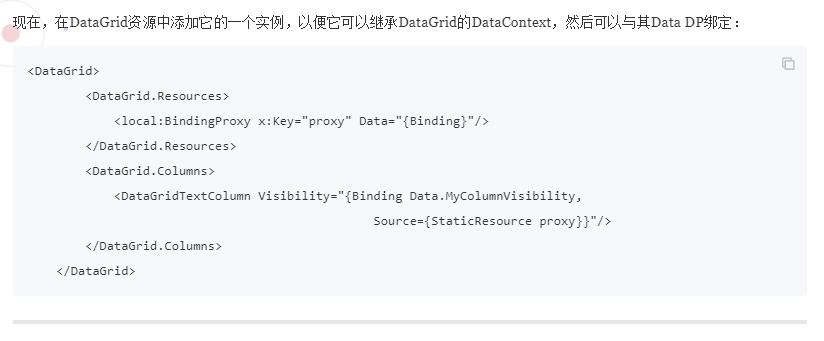 现在，在DataGrid资源中添加它的一个实例，以便它可以继承DataGrid的DataContext，然后可以与其Data DP绑定：
<DataGrid>
        <DataGrid.Resources>
            <local:BindingProxy x:Key="proxy" Data="{Binding}"/>
        </DataGrid.Resources>
        <DataGrid.Columns>
            <DataGridTextColumn Visibility="{Binding Data.MyColumnVisibility,
                                                Source={StaticResource proxy}}"/>
        </DataGrid.Columns>
    </DataGrid>